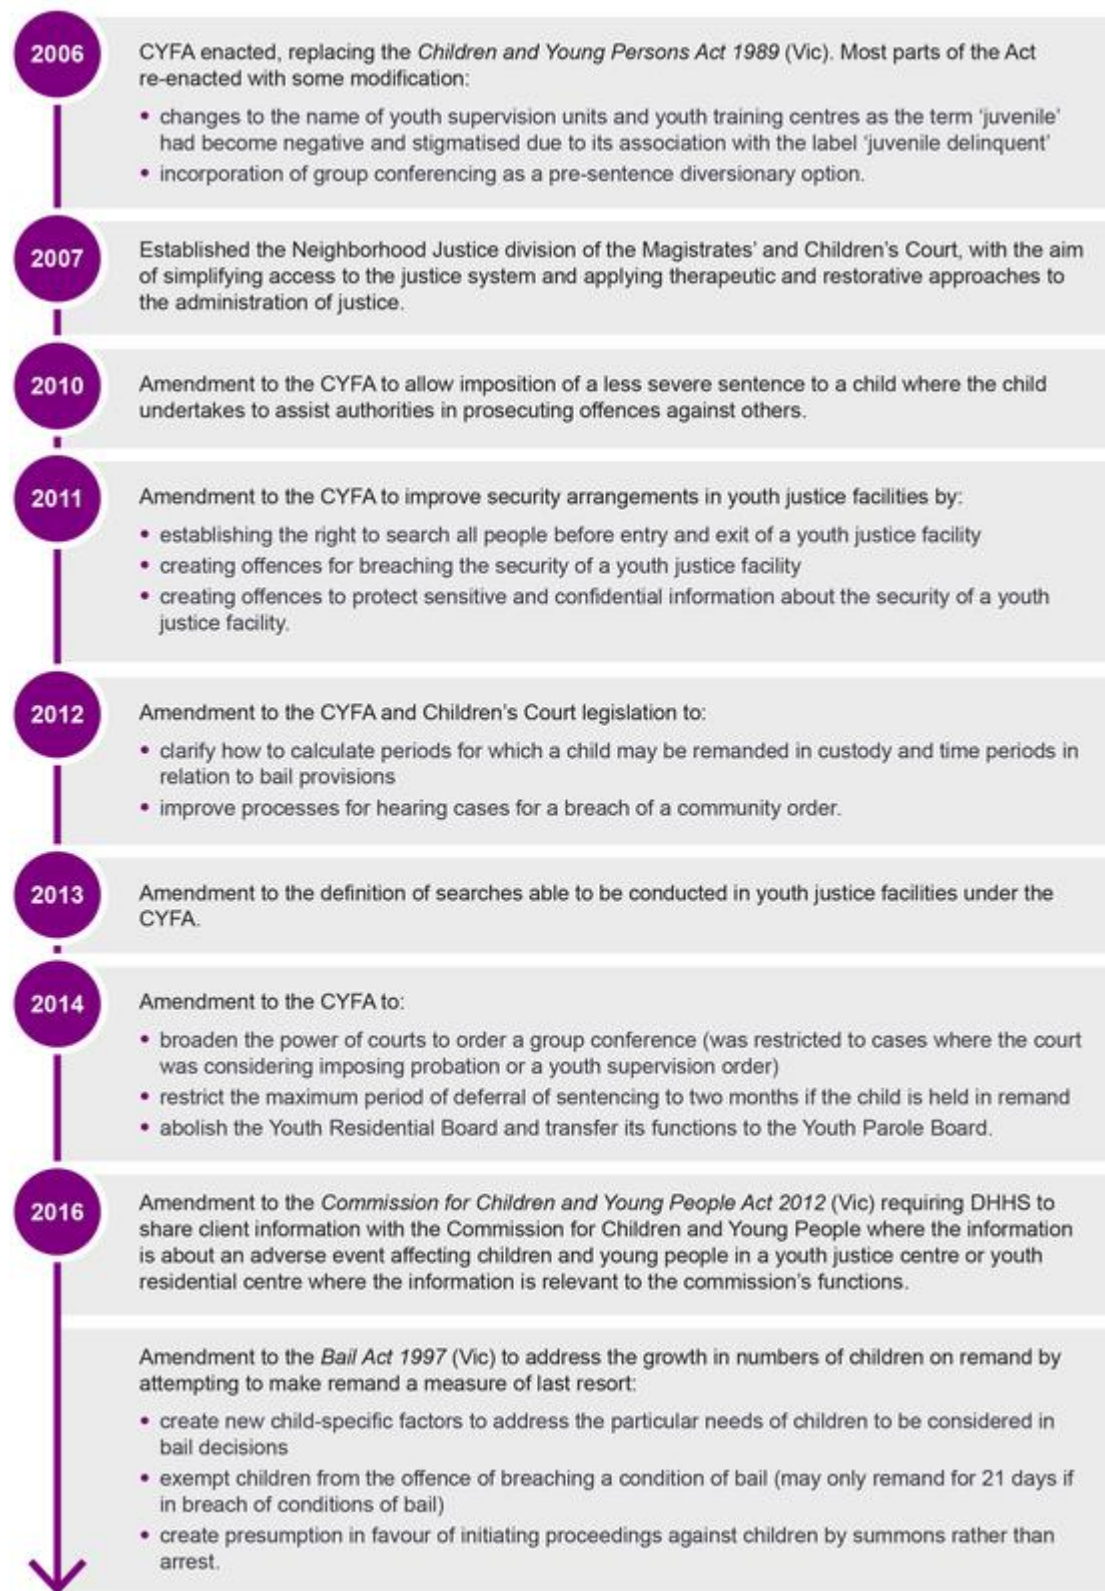 2006
CYFA enacted, replacing the Children and Young Persons Act 1989 (Vic). Most parts of the Act
re-enacted with some modification:
• changes to the name of youth supervision units and youth training centres as the term ‘juvenile’
had become negative and stigmatised due to its association with the label ‘juvenile delinquent’
• incorporation of group conferencing as a pre-sentence diversionary option.
2007
Established the Neighborhood Justice division of the Magistrates’ and Children’s Court, with the aim
of simplifying access to the justice system and applying therapeutic and restorative approaches to
the administration of justice.
2010
Amendment to the CYFA to allow imposition of a less severe sentence to a child where the child
undertakes to assist authorities in prosecuting offences against others.
2011
Amendment to the CYFA to improve security arrangements in youth justice facilities by:
• establishing the right to search all people before entry and exit of a youth justice facility
• creating offences for breaching the security of a youth justice facility
• creating offences to protect sensitive and confidential information about the security of a youth
justice facility.
2012
Amendment to the CYFA and Children’s Court legislation to:
• clarify how to calculate periods for which a child may be remanded in custody and time periods in
relation to bail provisions
• improve processes for hearing cases for a breach of a community order.
2013
Amendment to the definition of searches able to be conducted in youth justice facilities under the
CYFA.
2014
Amendment to the CYFA to:
• broaden the power of courts to order a group conference (was restricted to cases where the court
was considering imposing probation or a youth supervision order)
• restrict the maximum period of deferral of sentencing to two months if the child is held in remand
• abolish the Youth Residential Board and transfer its functions to the Youth Parole Board.
2016
Amendment to the Commission for Children and Young People Act 2012 (Vic) requiring DHHS to
share client information with the Commission for Children and Young People where the information
is about an adverse event affecting children and young people in a youth justice centre or youth
residential centre where the information is relevant to the commission’s functions.
Amendment to the Bail Act 1997 (Vic) to address the growth in numbers of children on remand by
attempting to make remand a measure of last resort:
• create new child-specific factors to address the particular needs of children to be considered in
bail decisions
• exempt children from the offence of breaching a condition of bail (may only remand for 21 days if
in breach of conditions of bail)
• create presumption in favour of initiating proceedings against children by summons rather than
arrest.